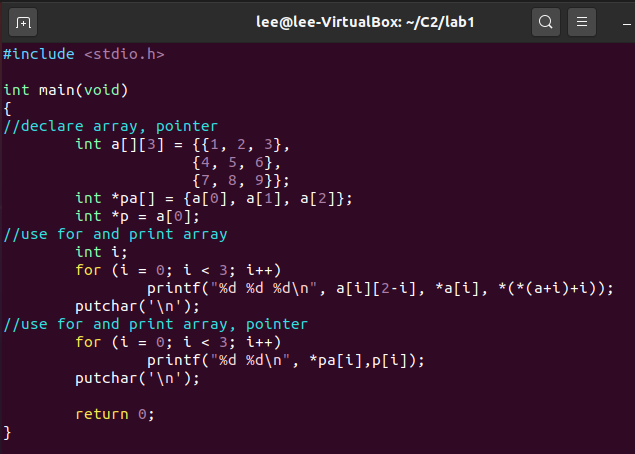 lee@lee-VirtualBox: ~/C2/lab1
#include <stdio.h>

int main(void)
{
//declare array, pointer
        int a[][3] = {{1, 2, 3},
                     {4, 5, 6},
                     {7, 8, 9}};
        int *pa[] = {a[0], a[1], a[2]};
        int *p = a[0];
//use for and print array
        int i;
        for (i = 0; i < 3; i++)
                printf("%d %d %d\n", a[i][2-i], *a[i], *(*(a+i)+i));
        putchar('\n');
//use for and print array, pointer
        for (i = 0; i < 3; i++)
                printf("%d %d\n", *pa[i],p[i]);
        putchar('\n');

        return 0;
}